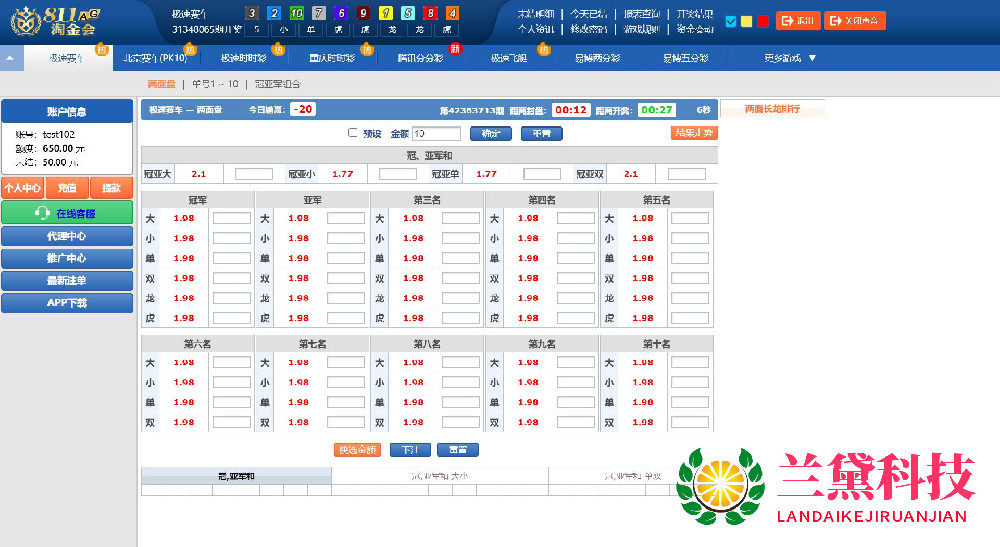 811 AG
淘金会
极速赛车
3 2 10 7 6 9 1 5 8 4
31348065期开奖 5 小 单 虎 虎 虎 龙 龙 虎
未结明细 | 今天已结 | 报表查询 | 开奖结果
个人资讯 | 修改密码 | 游戏规则 | 资金流动
退出 关闭声音
极速赛车 热 北京赛车(PK10) 热 极速时时彩 热 重庆时时彩 热 腾讯分分彩 新 极速飞艇 热 易博两分彩 易博五分彩 更多游戏 ▼
两面盘 | 单号1 ~ 10 | 冠亚军组合
账户信息
账号: test102
额度: 650.00 元
未结: 50.00 元
个人中心 充值 提款
在线客服
代理中心
推广中心
最新注单
APP下载
极速赛车 — 两面盘 今日输赢: -20 第42363713期 距离封盘: 00:12 距离开奖: 00:27 6秒
两面长龙排行
预设 金额 10 确定 重置 结果走势
冠、亚军和
冠亚大 2.1 冠亚小 1.77 冠亚单 1.77 冠亚双 2.1
冠军 亚军 第三名 第四名 第五名
大 1.98 大 1.98 大 1.98 大 1.98 大 1.98
小 1.98 小 1.98 小 1.98 小 1.98 小 1.98
单 1.98 单 1.98 单 1.98 单 1.98 单 1.98
双 1.98 双 1.98 双 1.98 双 1.98 双 1.98
龙 1.98 龙 1.98 龙 1.98 龙 1.98 龙 1.98
虎 1.98 虎 1.98 虎 1.98 虎 1.98 虎 1.98
第六名 第七名 第八名 第九名 第十名
大 1.98 大 1.98 大 1.98 大 1.98 大 1.98
小 1.98 小 1.98 小 1.98 小 1.98 小 1.98
单 1.98 单 1.98 单 1.98 单 1.98 单 1.98
双 1.98 双 1.98 双 1.98 双 1.98 双 1.98
快选金额 下注 重置
冠,亚军和 冠,亚军和 大小 冠,亚军和 单双
兰黛科技
LANDAIKEJIRUANJIAN